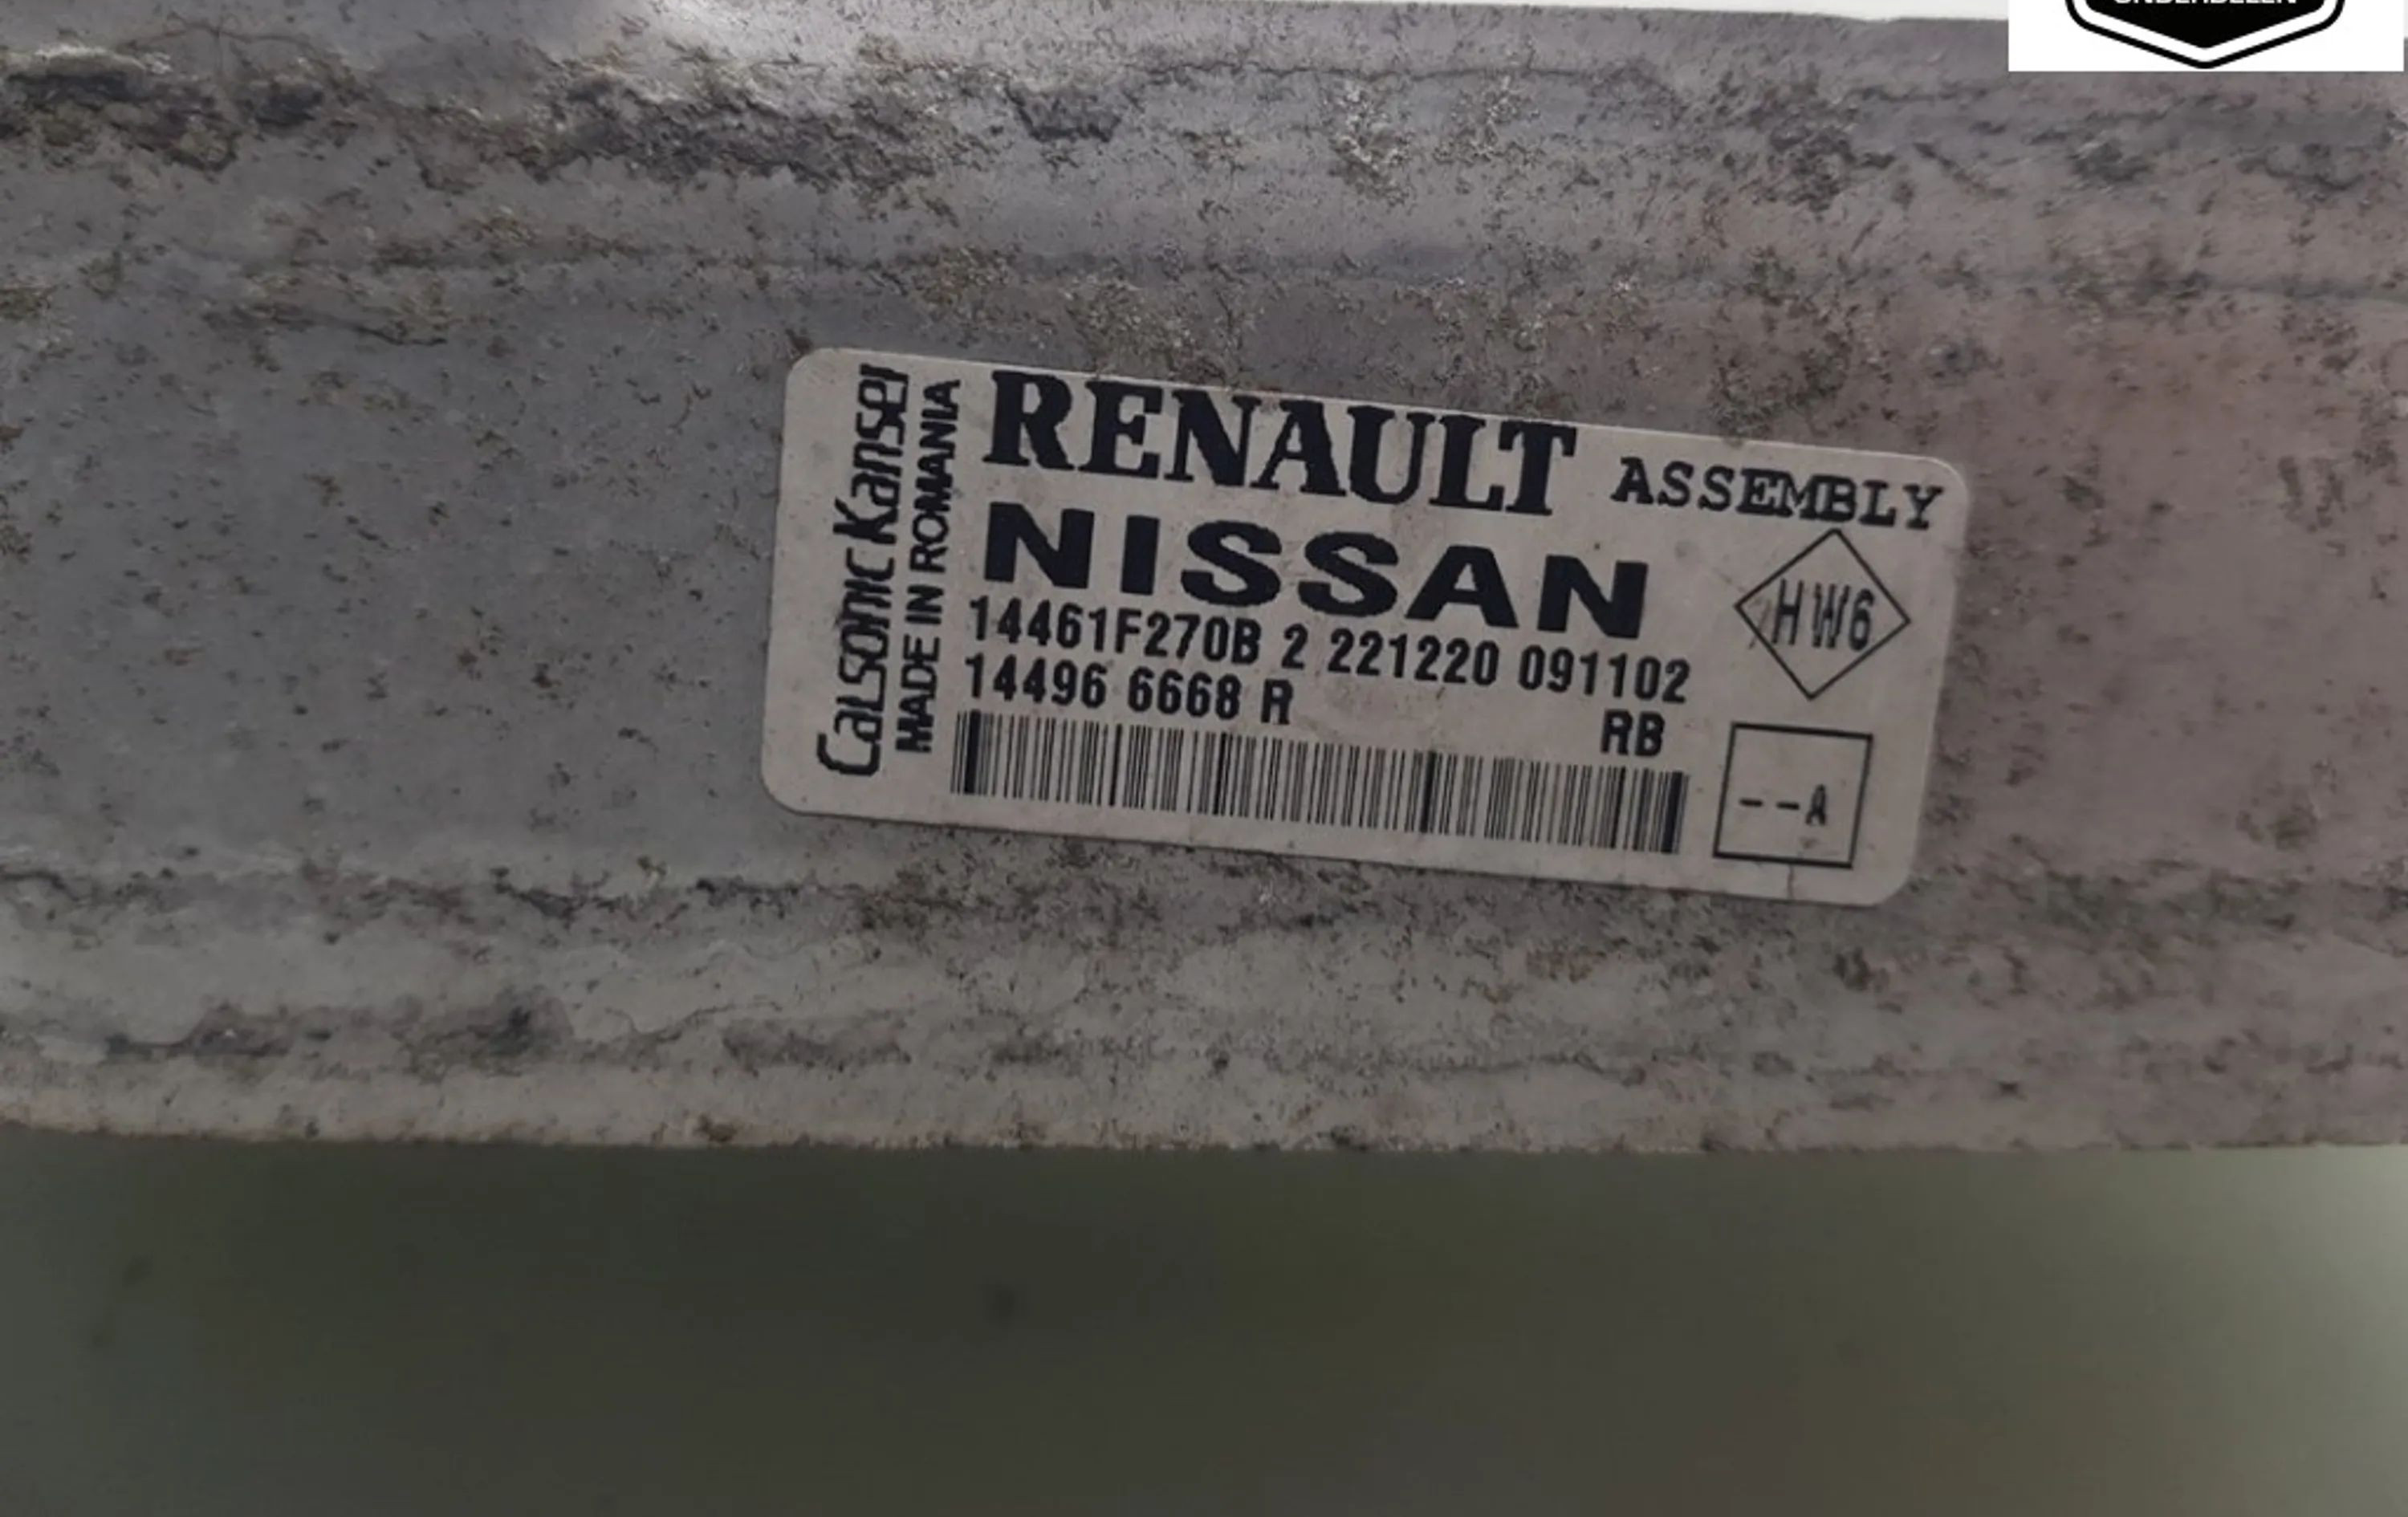 Calsonic Kansei
MADE IN ROMANIA
RENAULT ASSEMBLY
NISSAN
14461F270B 2 221220 091102
14496 6668 R
RB
HW6
--A